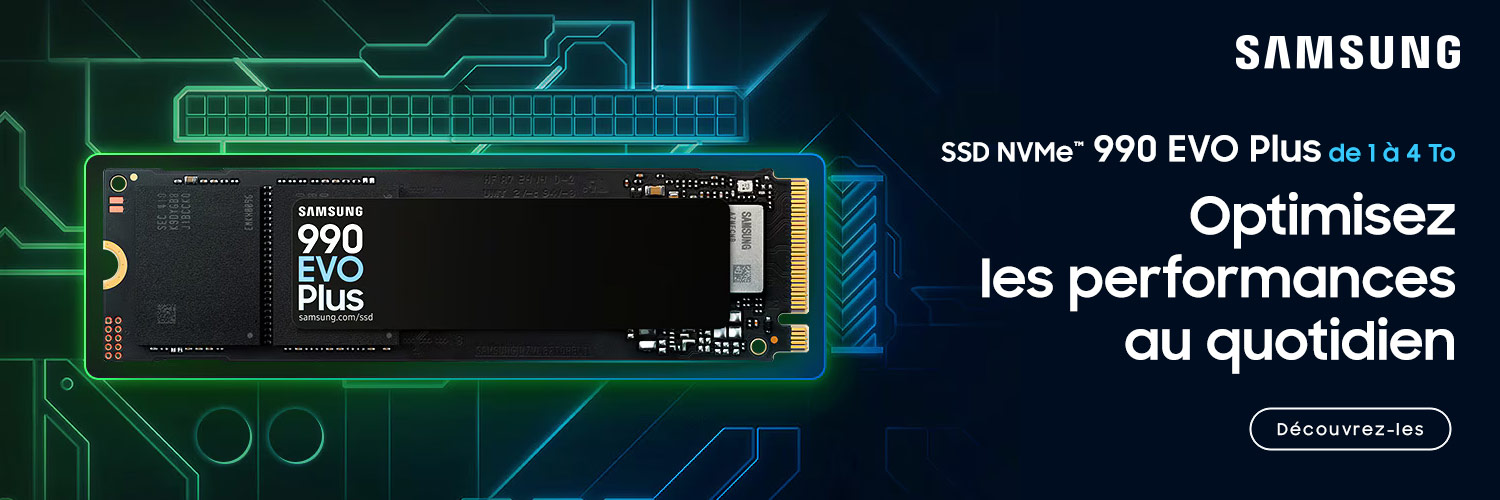 SAMSUNG
SSD NVMe™ 990 EVO Plus de 1 à 4 To
Optimisez
les performances
au quotidien
Découvrez-les
SAMSUNG
990
EVO
Plus
samsung.com/ssd
SAMSUNG